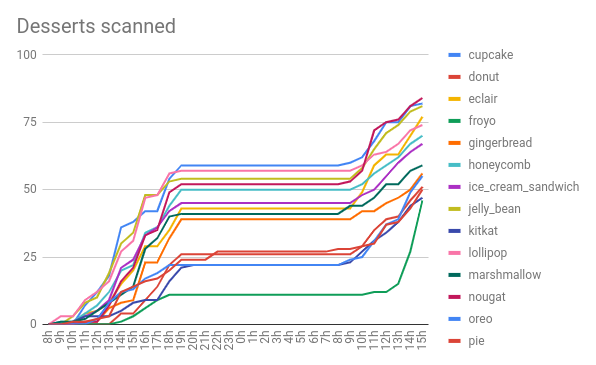 Desserts scanned
100
75
50
25
0
8h 9h 10h 11h 12h 13h 14h 15h 16h 17h 18h 19h 20h 21h 22h 23h 0h 1h 2h 3h 4h 5h 6h 7h 8h 9h 10h 11h 12h 13h 14h 15h
cupcake
donut
eclair
froyo
gingerbread
honeycomb
ice_cream_sandwich
jelly_bean
kitkat
lollipop
marshmallow
nougat
oreo
pie